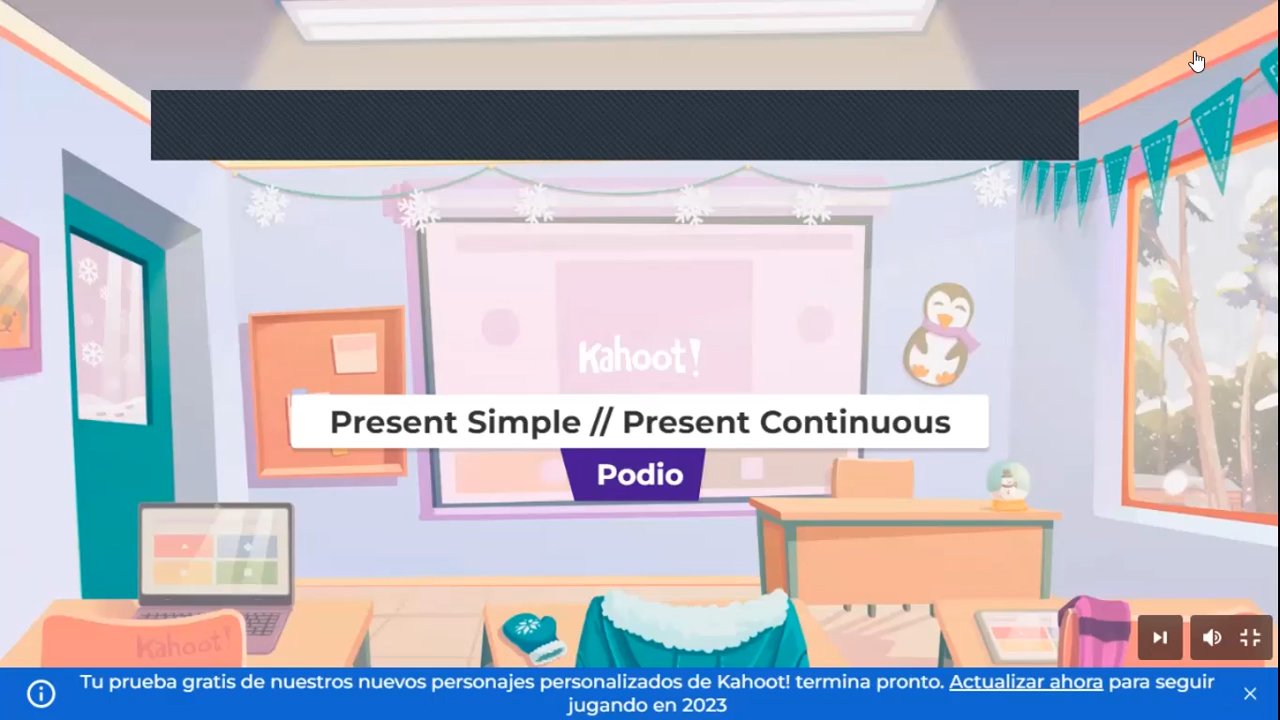 Kahoot!
Present Simple // Present Continuous
Podio
Kahoot!
Tu prueba gratis de nuestros nuevos personajes personalizados de Kahoot! termina pronto. Actualizar ahora para seguir
jugando en 2023